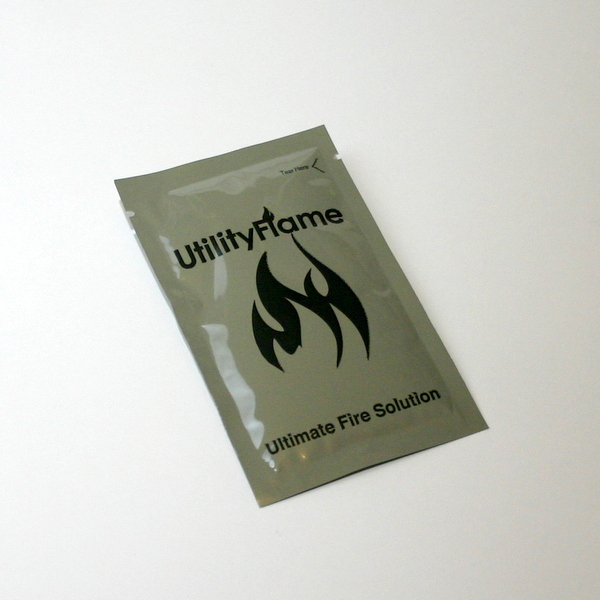 Tear Here
UtilityFlame
Ultimate Fire Solution